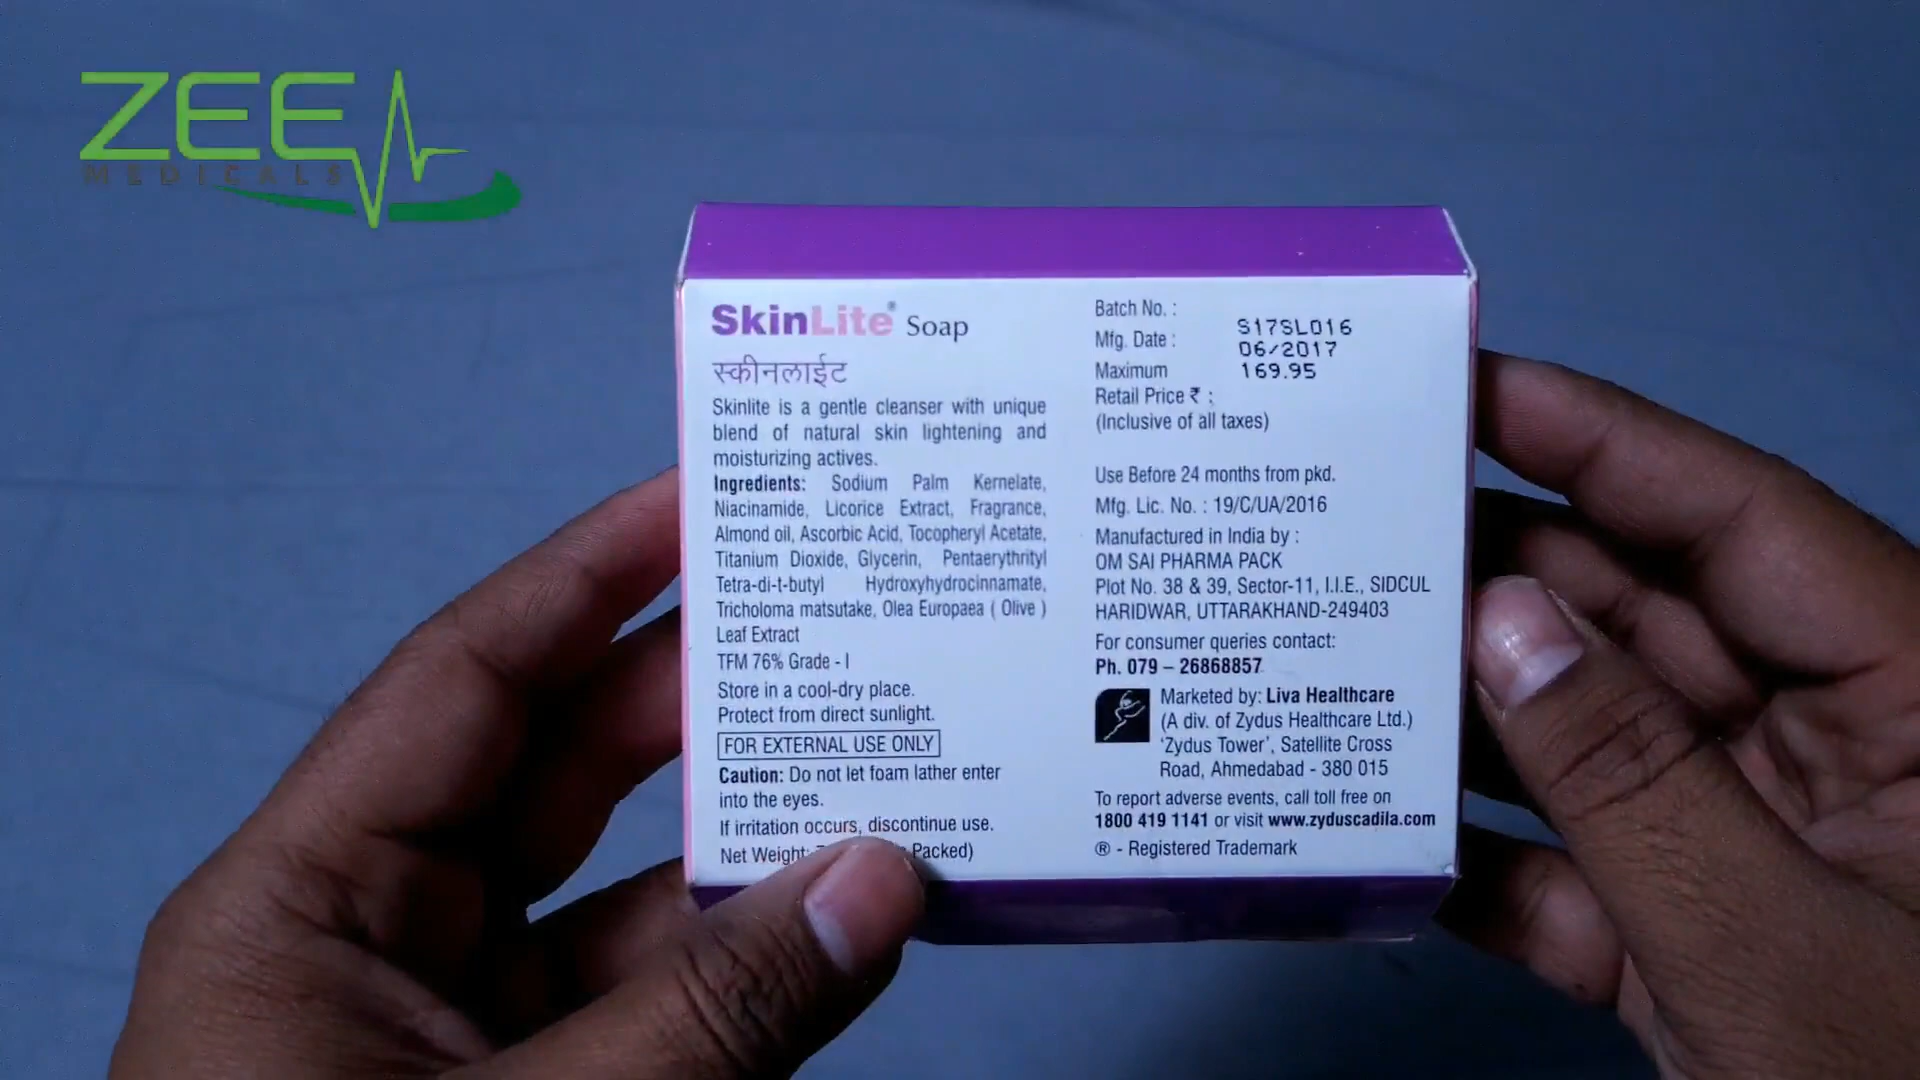 ZEE
MEDICALS
SkinLite® Soap
स्कीनलाईट
Skinlite is a gentle cleanser with unique
blend of natural skin lightening and
moisturizing actives.
Ingredients: Sodium Palm Kernelate,
Niacinamide, Licorice Extract, Fragrance,
Almond oil, Ascorbic Acid, Tocopheryl Acetate,
Titanium Dioxide, Glycerin, Pentaerythrityl
Tetra-di-t-butyl Hydroxyhydrocinnamate,
Tricholoma matsutake, Olea Europaea ( Olive )
Leaf Extract
TFM 76% Grade - I
Store in a cool-dry place.
Protect from direct sunlight.
FOR EXTERNAL USE ONLY
Caution: Do not let foam lather enter
into the eyes.
If irritation occurs, discontinue use.
Net Weight: Packed)
Batch No. : S17SL016
Mfg. Date : 06/2017
Maximum 169.95
Retail Price ₹ :
(Inclusive of all taxes)
Use Before 24 months from pkd.
Mfg. Lic. No. : 19/C/UA/2016
Manufactured in India by :
OM SAI PHARMA PACK
Plot No. 38 & 39, Sector-11, I.I.E., SIDCUL
HARIDWAR, UTTARAKHAND-249403
For consumer queries contact:
Ph. 079 – 26868857
Marketed by: Liva Healthcare
(A div. of Zydus Healthcare Ltd.)
'Zydus Tower', Satellite Cross
Road, Ahmedabad - 380 015
To report adverse events, call toll free on
1800 419 1141 or visit www.zyduscadila.com
® - Registered Trademark